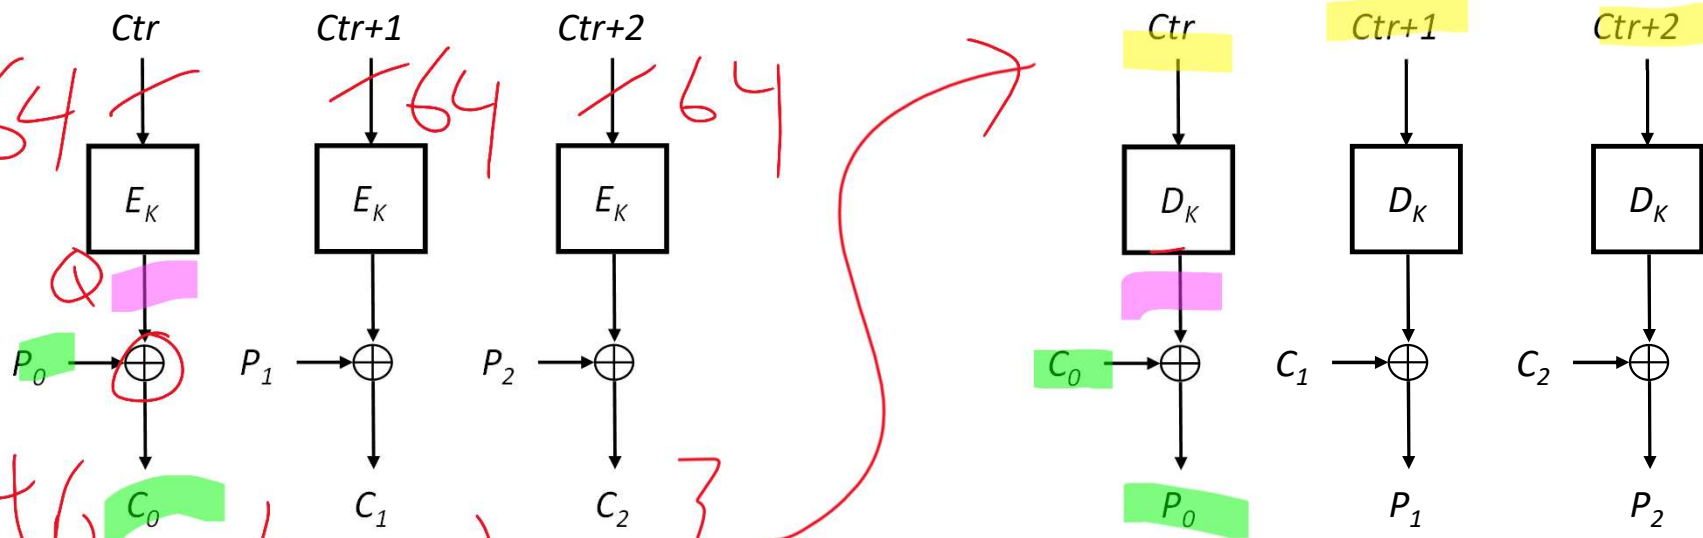 Ctr Ctr+1 Ctr+2 Ctr Ctr+1 Ctr+2
64 64 64
E_K E_K E_K D_K D_K D_K
Q
P_0 P_1 P_2 C_0 C_1 C_2
C_0 C_1 C_2 P_0 P_1 P_2